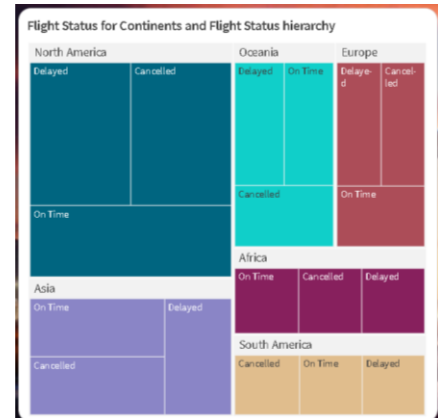 Flight Status for Continents and Flight Status hierarchy
North America
Delayed
Cancelled
On Time
Asia
On Time
Delayed
Cancelled
Oceania
Delayed
On Time
Cancelled
Europe
Delaye-
d
Cancel-
led
On Time
Africa
On Time
Cancelled
Delayed
South America
Cancelled
On Time
Delayed